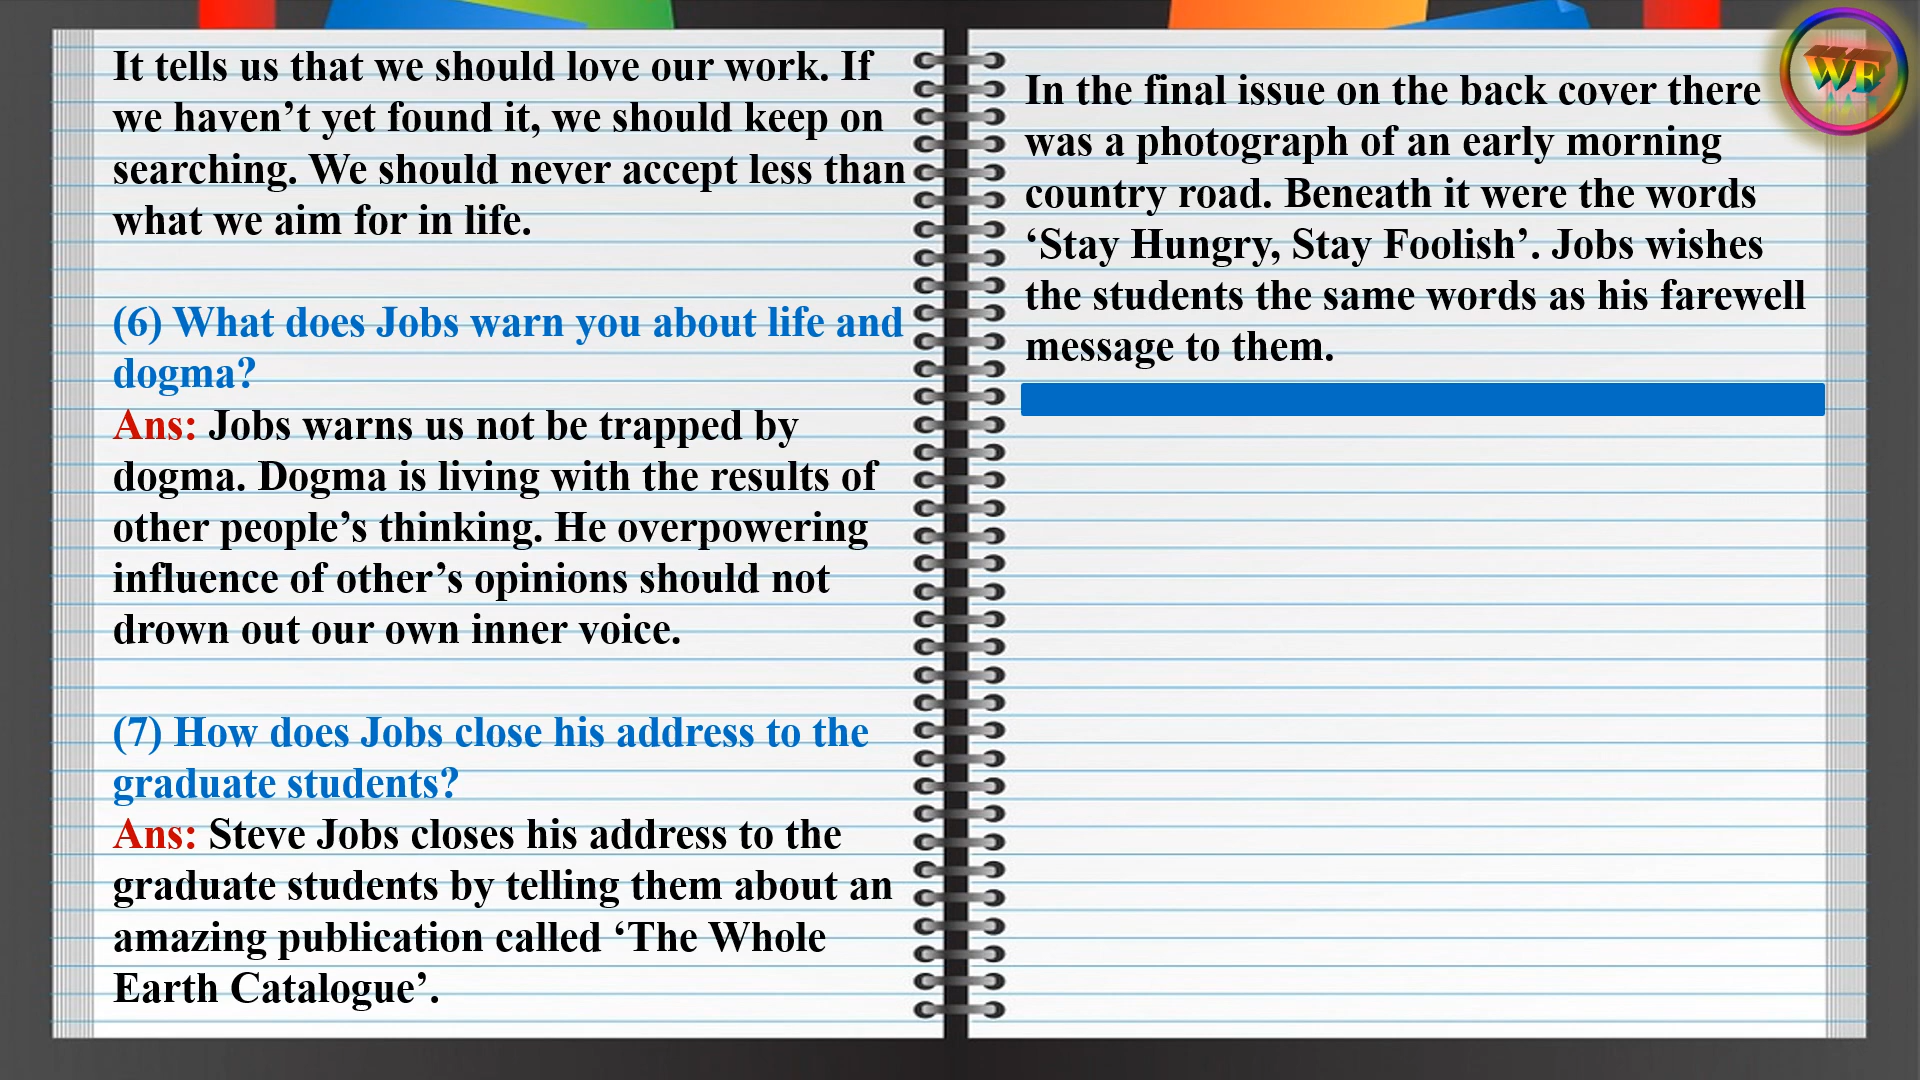 It tells us that we should love our work. If
we haven’t yet found it, we should keep on
searching. We should never accept less than
what we aim for in life.
(6) What does Jobs warn you about life and
dogma?
Ans: Jobs warns us not be trapped by
dogma. Dogma is living with the results of
other people’s thinking. He overpowering
influence of other’s opinions should not
drown out our own inner voice.
(7) How does Jobs close his address to the
graduate students?
Ans: Steve Jobs closes his address to the
graduate students by telling them about an
amazing publication called ‘The Whole
Earth Catalogue’.
In the final issue on the back cover there
was a photograph of an early morning
country road. Beneath it were the words
‘Stay Hungry, Stay Foolish’. Jobs wishes
the students the same words as his farewell
message to them.
WE